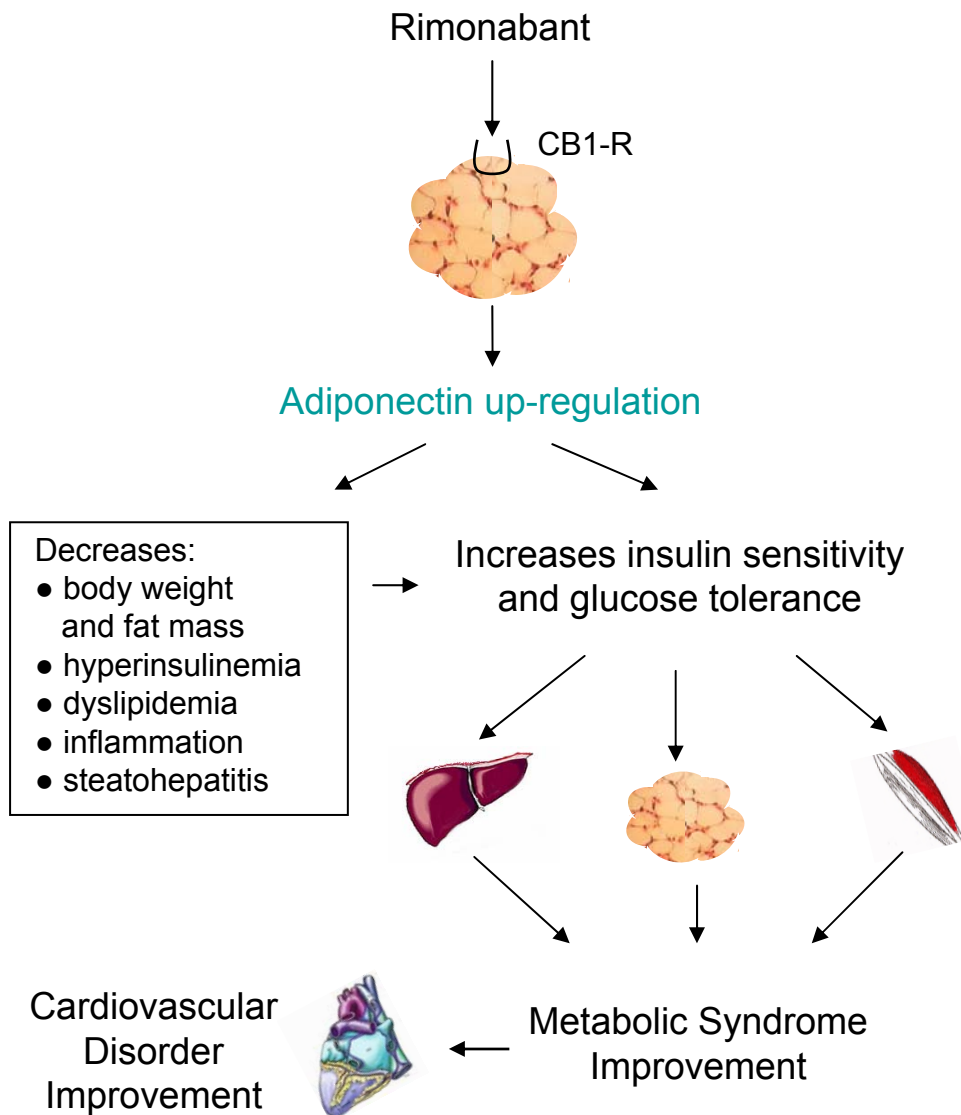 Rimonabant
CB1-R
Adiponectin up-regulation
Decreases:
● body weight
and fat mass
● hyperinsulinemia
● dyslipidemia
● inflammation
● steatohepatitis
Increases insulin sensitivity
and glucose tolerance
Cardiovascular
Disorder
Improvement
Metabolic Syndrome
Improvement